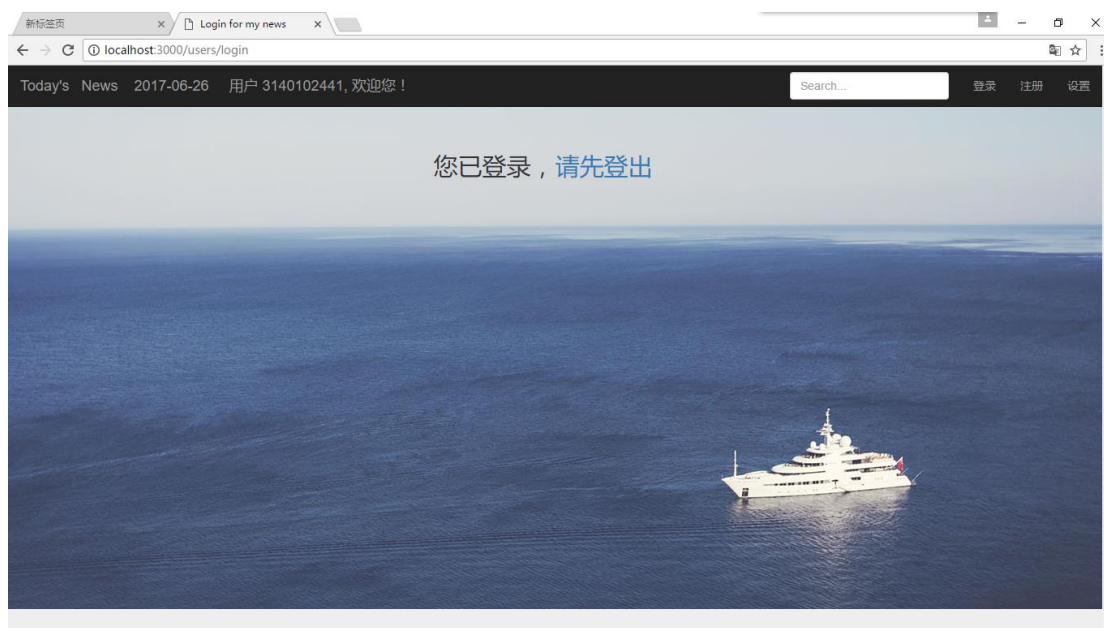 新标签页
Login for my news
localhost:3000/users/login
Today's News 2017-06-26 用户 3140102441, 欢迎您！
Search...
登录 注册 设置
您已登录，请先登出